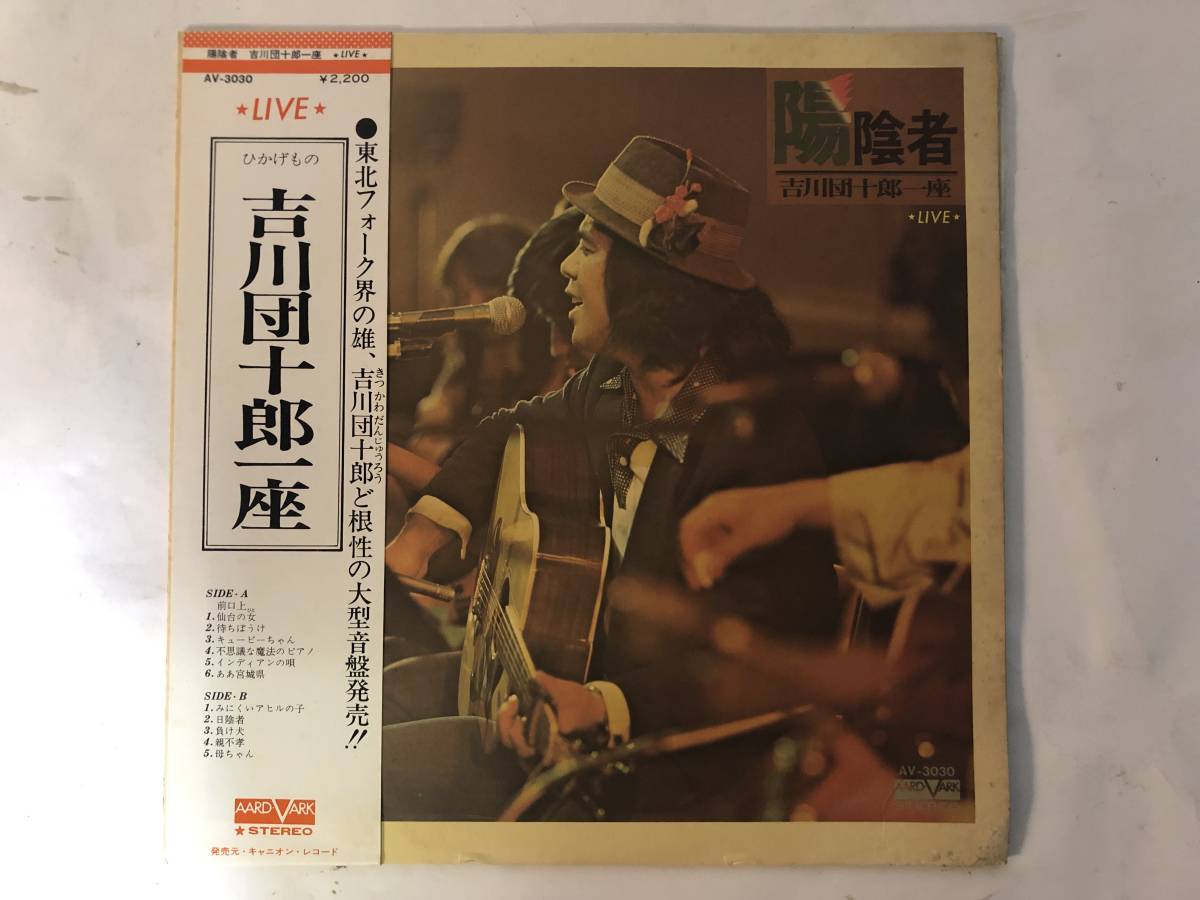 陽陰者 吉川団十郎一座 ★LIVE★
AV-3030 ¥2,200
★LIVE★
ひかげもの
吉川団十郎一座
●東北フォーク界の雄、吉川団十郎ど根性の大型音盤発売!!
きつかわだんじゅうろう
SIDE・A
前口上
1.仙台の女
ひと
2.待ちぼうけ
3.キューピーちゃん
4.不思議な魔法のピアノ
5.インディアンの唄
6.ああ宮城県
SIDE・B
1.みにくいアヒルの子
2.日陰者
3.負け犬
4.親不孝
5.母ちゃん
AARDVARK
★STEREO
発売元・キャニオン・レコード
陽陰者
吉川団十郎一座
★LIVE★
AV-3030
AARDVARK